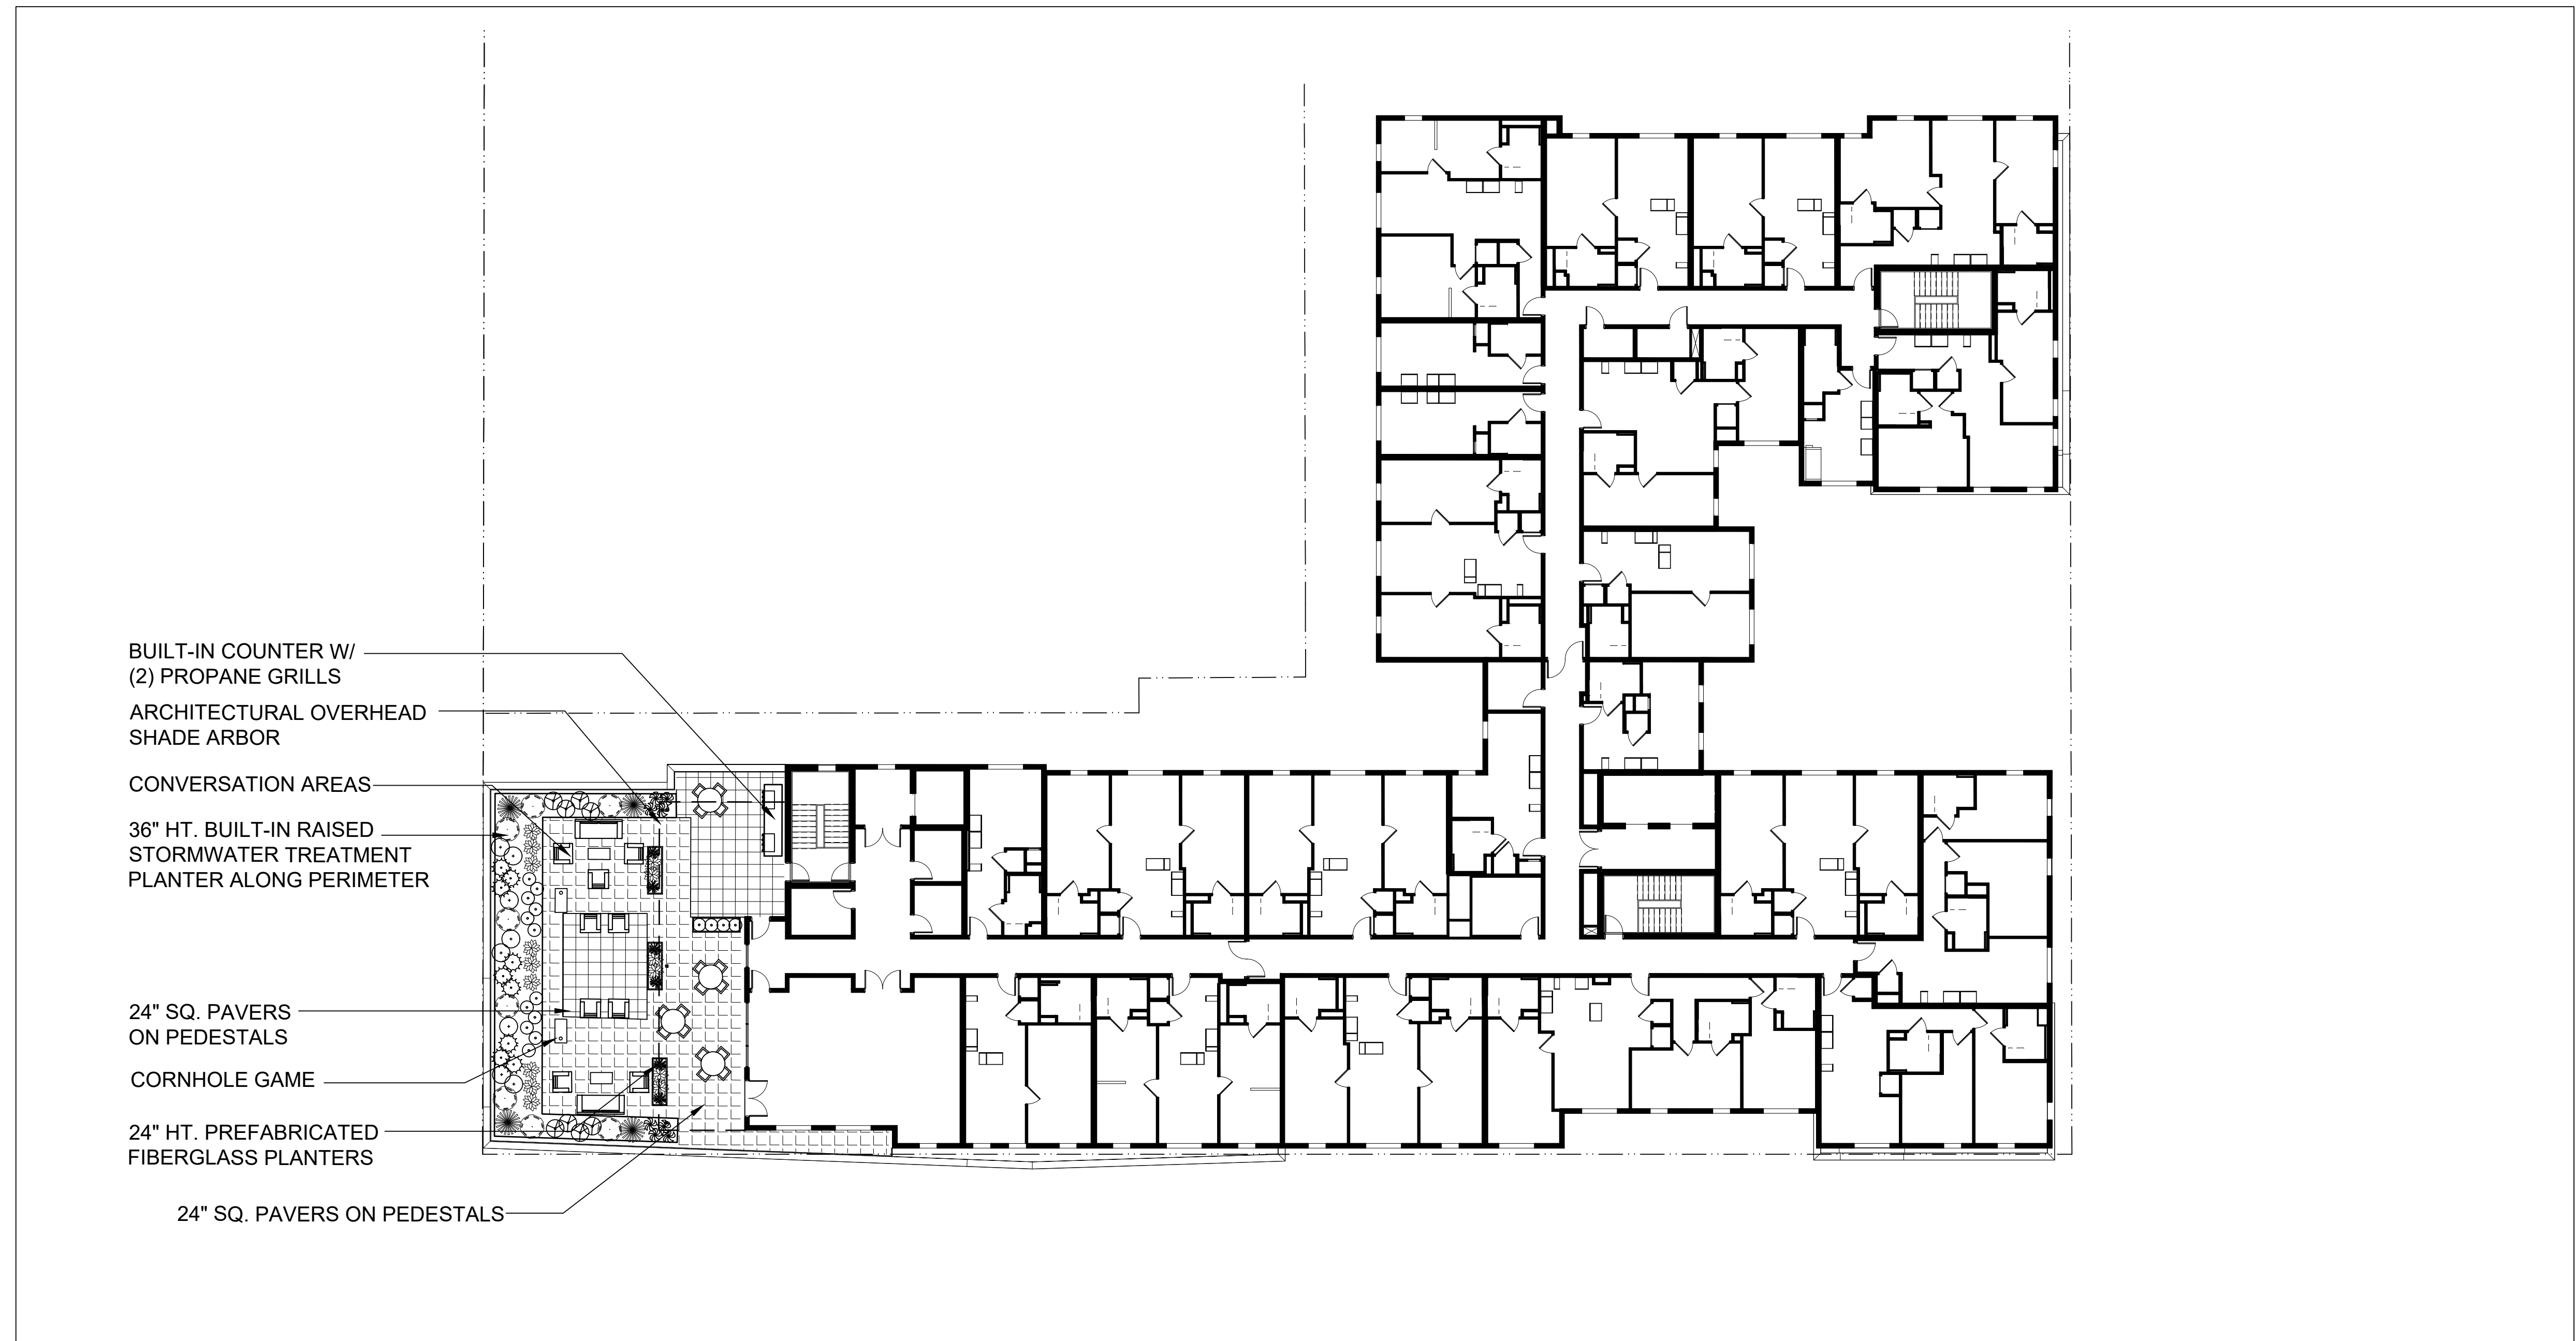 BUILT-IN COUNTER W/
(2) PROPANE GRILLS
ARCHITECTURAL OVERHEAD
SHADE ARBOR
CONVERSATION AREAS
36" HT. BUILT-IN RAISED
STORMWATER TREATMENT
PLANTER ALONG PERIMETER
24" SQ. PAVERS
ON PEDESTALS
CORNHOLE GAME
24" HT. PREFABRICATED
FIBERGLASS PLANTERS
24" SQ. PAVERS ON PEDESTALS